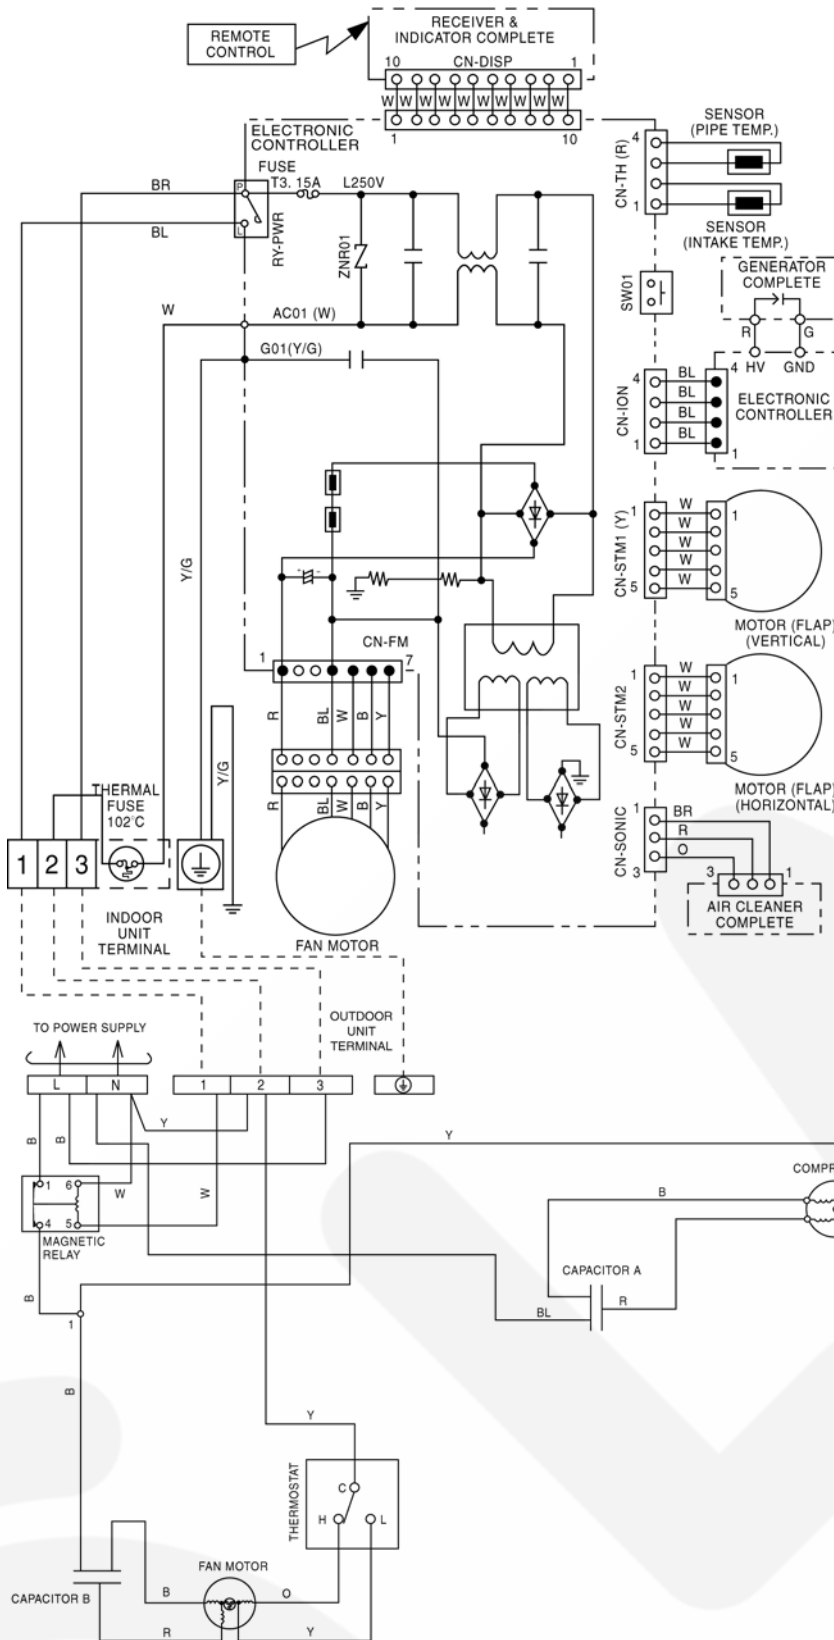 REMOTE
CONTROL
RECEIVER &
INDICATOR COMPLETE
10 CN-DISP 1
W W W W W W W W W W
1 10
ELECTRONIC
CONTROLLER
FUSE
T3. 15A L250V
P
L
RY-PWR
BR
BL
ZNR01
W
AC01 (W)
G01(Y/G)
Y/G
SENSOR
(PIPE TEMP.)
4
CN-TH (R)
1
SENSOR
(INTAKE TEMP.)
SW01
GENERATOR
COMPLETE
R G
HV GND
4 BL 4
BL
BL
1 BL 1
CN-ION
ELECTRONIC
CONTROLLER
1 W 1
W
W
W
5 W 5
CN-STM1 (Y)
MOTOR (FLAP)
(VERTICAL)
1 W 1
W
W
W
5 W 5
CN-STM2
MOTOR (FLAP)
(HORIZONTAL)
CN-FM
1 7
R BL W B Y
R BL W B Y
FAN MOTOR
Y/G
THERMAL
FUSE
102°C
1 2 3
INDOOR
UNIT
TERMINAL
1 BR
R
3 O
CN-SONIC
3 1
AIR CLEANER
COMPLETE
TO POWER SUPPLY
OUTDOOR
UNIT
TERMINAL
L N 1 2 3
Y
B B W W
1 6
4 5
MAGNETIC
RELAY
Y
COMPR
B
CAPACITOR A
R
BL
B
1
B
Y
THERMOSTAT
C
H L
FAN MOTOR
CAPACITOR B
B O
R Y